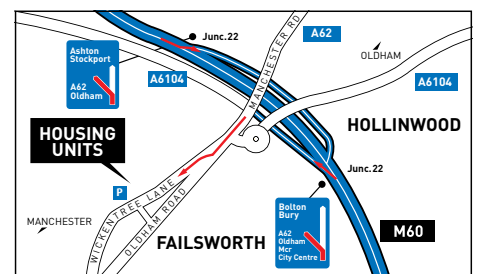 Junc.22
MANCHESTER RD
A62
Ashton
Stockport
A62
Oldham
A6104
OLDHAM
A6104
HOUSING
UNITS
HOLLINWOOD
Junc.22
P
WICKENTREE LANE
OLDHAM ROAD
MANCHESTER
FAILSWORTH
Bolton
Bury
A62
Oldham
Mcr
City Centre
M60